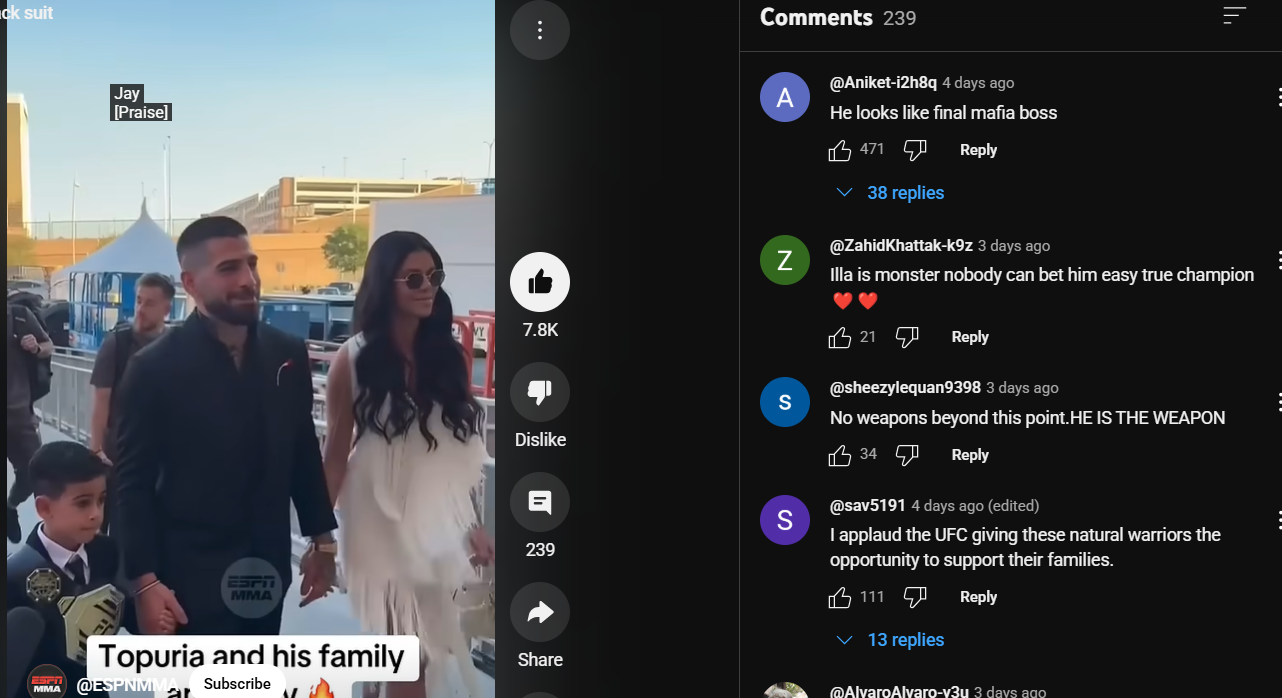 ck suit
Jay
[Praise]
ESPN
MMA
Topuria and his family
ESPN
MMA
@ESPNMMA
Subscribe
7.8K
Dislike
239
Share
Comments 239
A
@Aniket-i2h8q 4 days ago
He looks like final mafia boss
471 Reply
38 replies
Z
@ZahidKhattak-k9z 3 days ago
Illa is monster nobody can bet him easy true champion
❤️❤️
21 Reply
s
@sheezylequan9398 3 days ago
No weapons beyond this point.HE IS THE WEAPON
34 Reply
S
@sav5191 4 days ago (edited)
I applaud the UFC giving these natural warriors the
opportunity to support their families.
111 Reply
13 replies
@AlvaroAlvaro-v3u 3 days ago